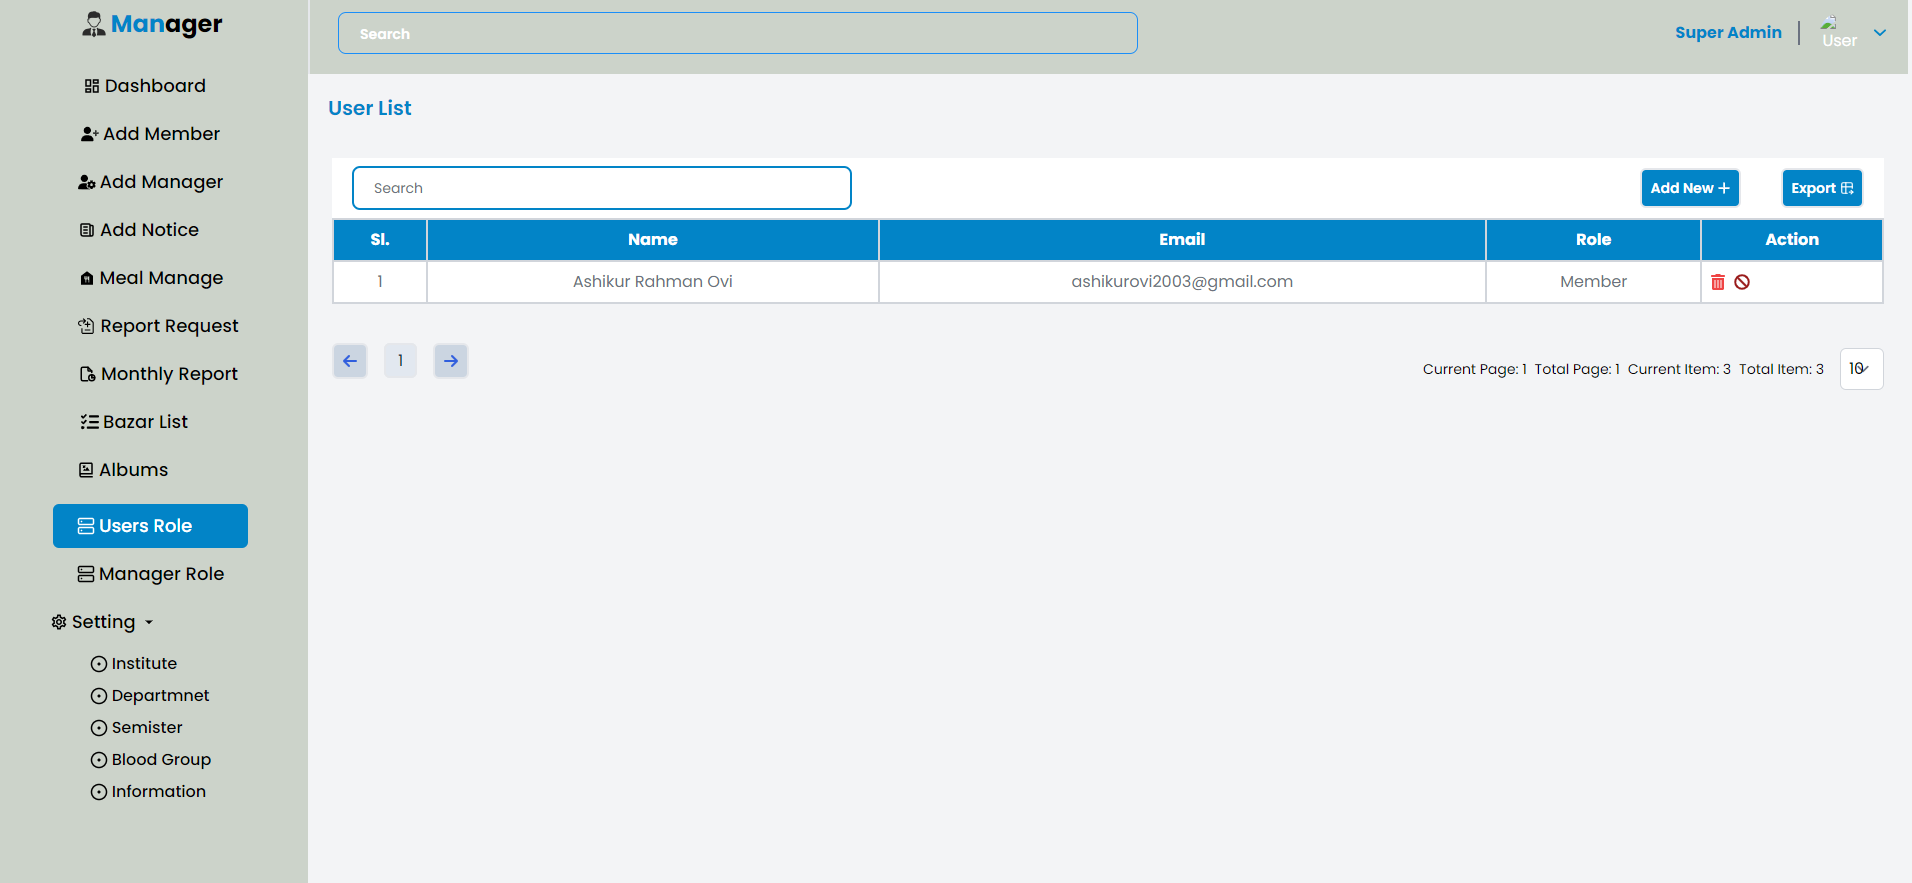 Manager
Search
Super Admin
User
Dashboard
Add Member
Add Manager
Add Notice
Meal Manage
Report Request
Monthly Report
Bazar List
Albums
Users Role
Manager Role
Setting
Institute
Departmnet
Semister
Blood Group
Information
User List
Search
Add New
Export
Sl. Name Email Role Action
1 Ashikur Rahman Ovi ashikurovi2003@gmail.com Member
1
Current Page: 1 Total Page: 1 Current Item: 3 Total Item: 3
10